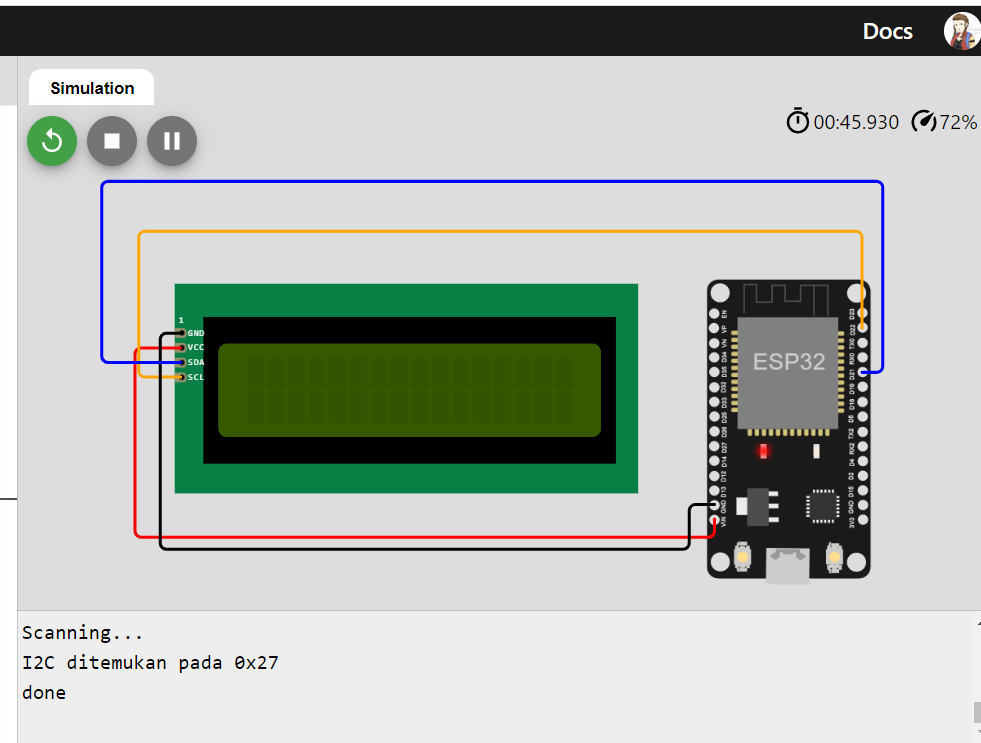 Docs
Simulation
00:45.930 72%
1
GND
VCC
SDA
SCL
ESP32
EN
VP
VN
D34
D35
D32
D33
D25
D26
D27
D14
D12
D13
GND
VIN
D23
D22
TX0
RX0
D21
D19
D18
D5
TX2
RX2
D4
D2
D15
GND
3V3
Scanning...
I2C ditemukan pada 0x27
done